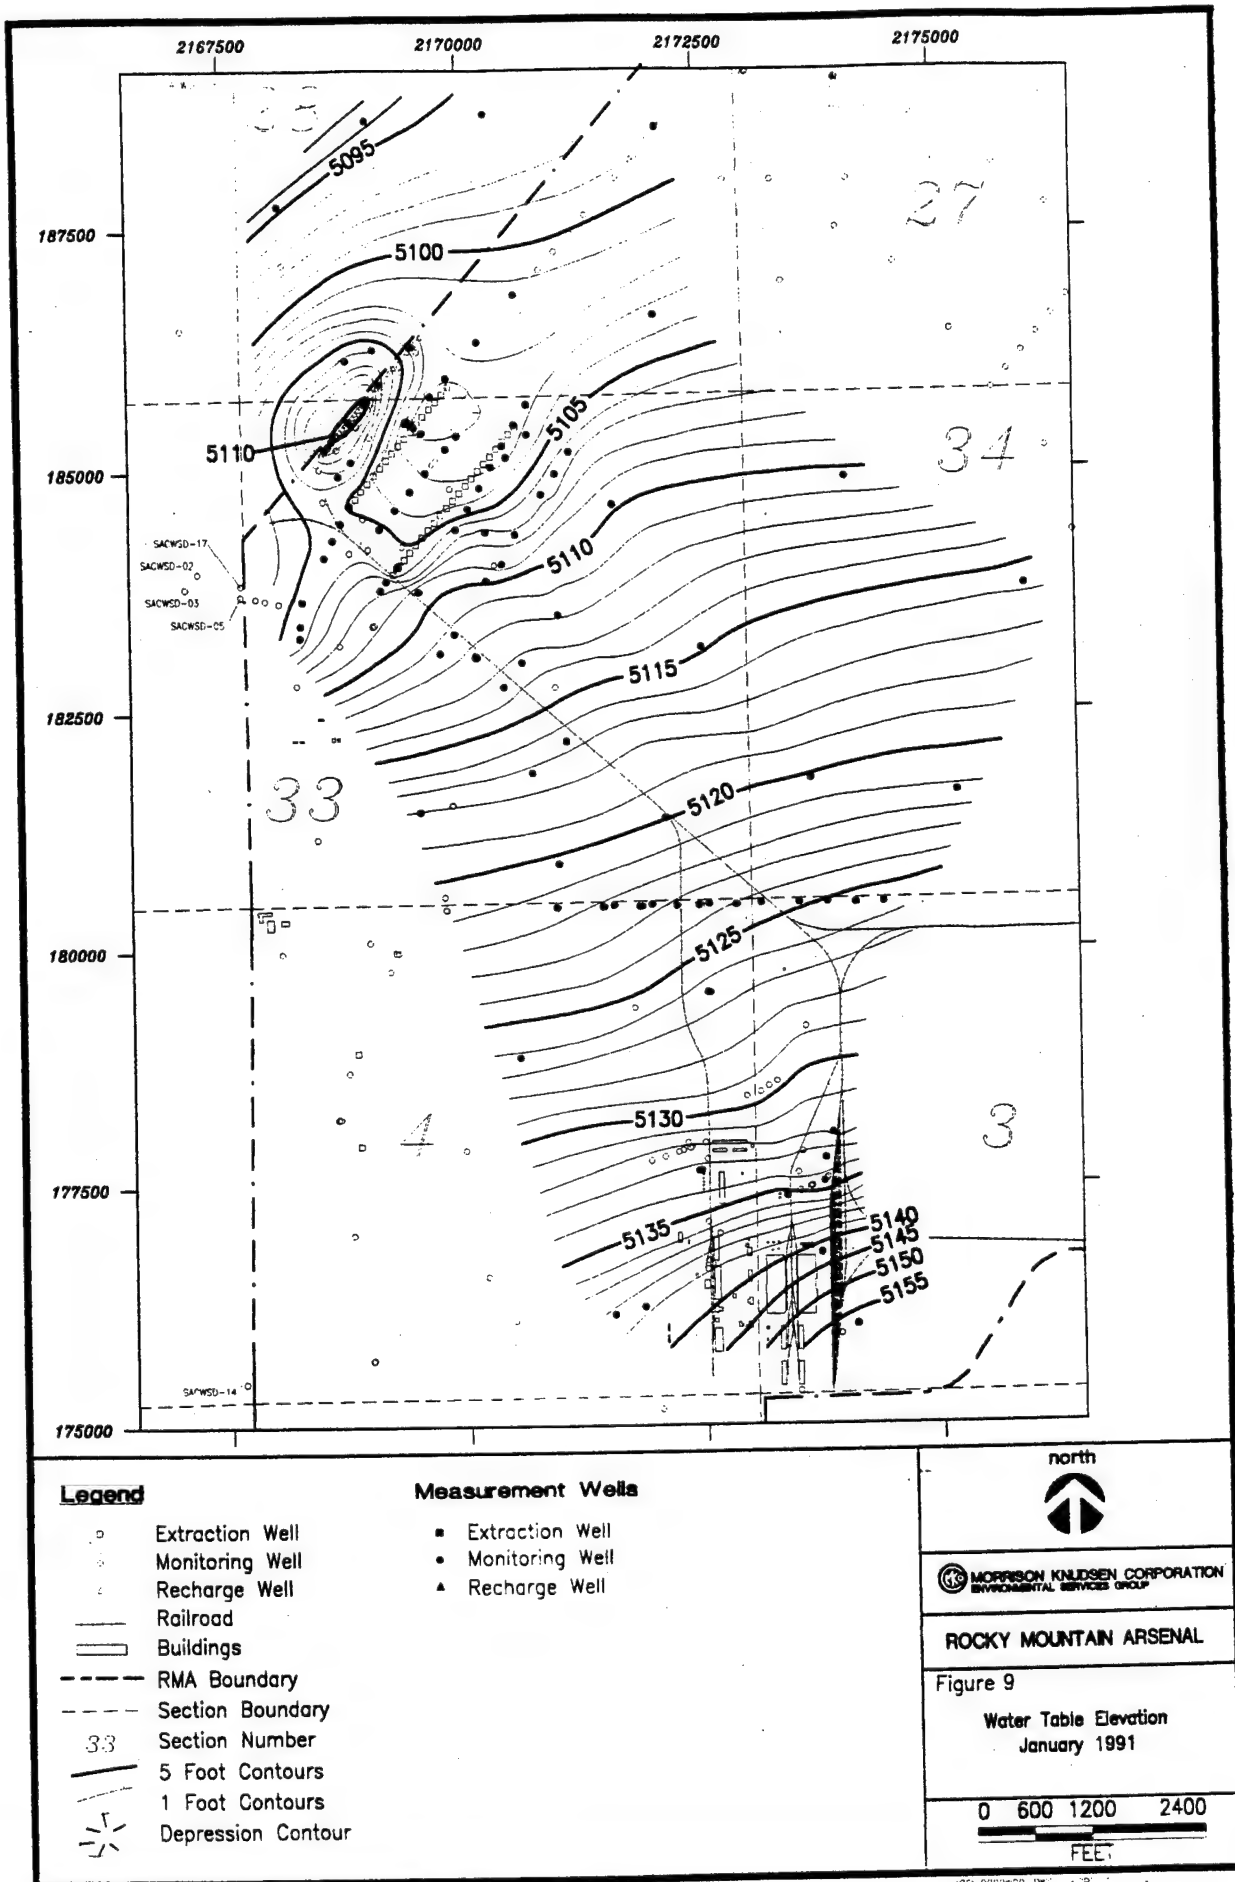 2167500 2170000 2172500 2175000
5095
27
187500
5100
5105
5110
34
185000
SACWSD-17
5110
SACWSD-02
SACWSD-03
SACWSD-05
5115
182500
33
5120
180000
5125
5130
4
3
177500
5135
5140
5145
5150
5155
SACWSD-14
175000
Legend
Extraction Well
Monitoring Well
Recharge Well
Railroad
Buildings
RMA Boundary
Section Boundary
33 Section Number
5 Foot Contours
1 Foot Contours
Depression Contour
Measurement Wells
Extraction Well
Monitoring Well
Recharge Well
north
MORRISON KNUDSEN CORPORATION
ENVIRONMENTAL SERVICES GROUP
ROCKY MOUNTAIN ARSENAL
Figure 9
Water Table Elevation
January 1991
0 600 1200 2400
FEET